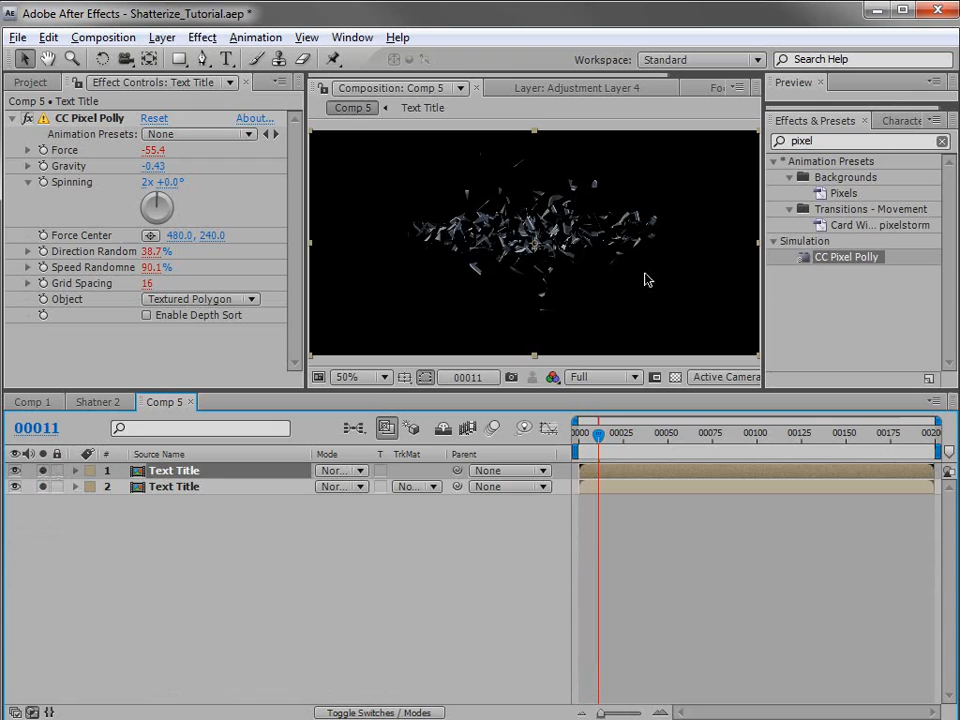 Adobe After Effects - Shatterize_Tutorial.aep *
File Edit Composition Layer Effect Animation View Window Help
Workspace: Standard Search Help
Project Effect Controls: Text Title
Comp 5 • Text Title
fx CC Pixel Polly Reset About...
Animation Presets: None
Force -55.4
Gravity -0.43
Spinning 2x +0.0°
Force Center 480.0, 240.0
Direction Random 38.7%
Speed Randomne 90.1%
Grid Spacing 16
Object Textured Polygon
Enable Depth Sort
Composition: Comp 5 Layer: Adjustment Layer 4
Comp 5 Text Title
50% 00011 Full Active Camera
Preview
Effects & Presets Characte
pixel
* Animation Presets
Backgrounds
Pixels
Transitions - Movement
Card Wi... pixelstorm
Simulation
CC Pixel Polly
Comp 1 Shatner 2 Comp 5
00011
0000 00025 00050 00075 00100 00125 00150 00175 0020
# Source Name Mode T TrkMat Parent
1 Text Title Nor... None
2 Text Title Nor... No... None
Toggle Switches / Modes